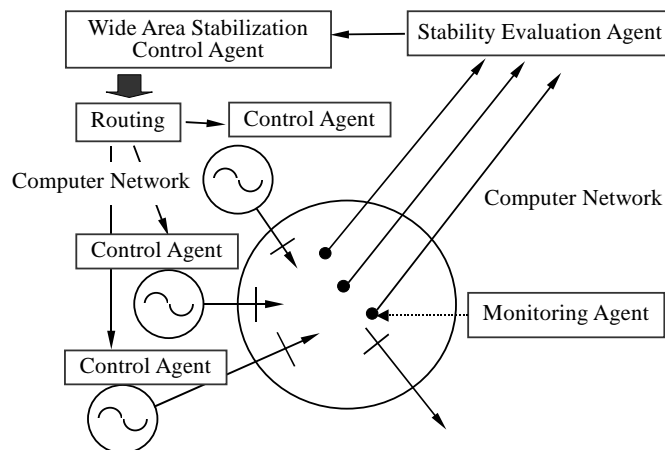 Wide Area Stabilization
Control Agent
Stability Evaluation Agent
Routing
Control Agent
Computer Network
Computer Network
Control Agent
Monitoring Agent
Control Agent